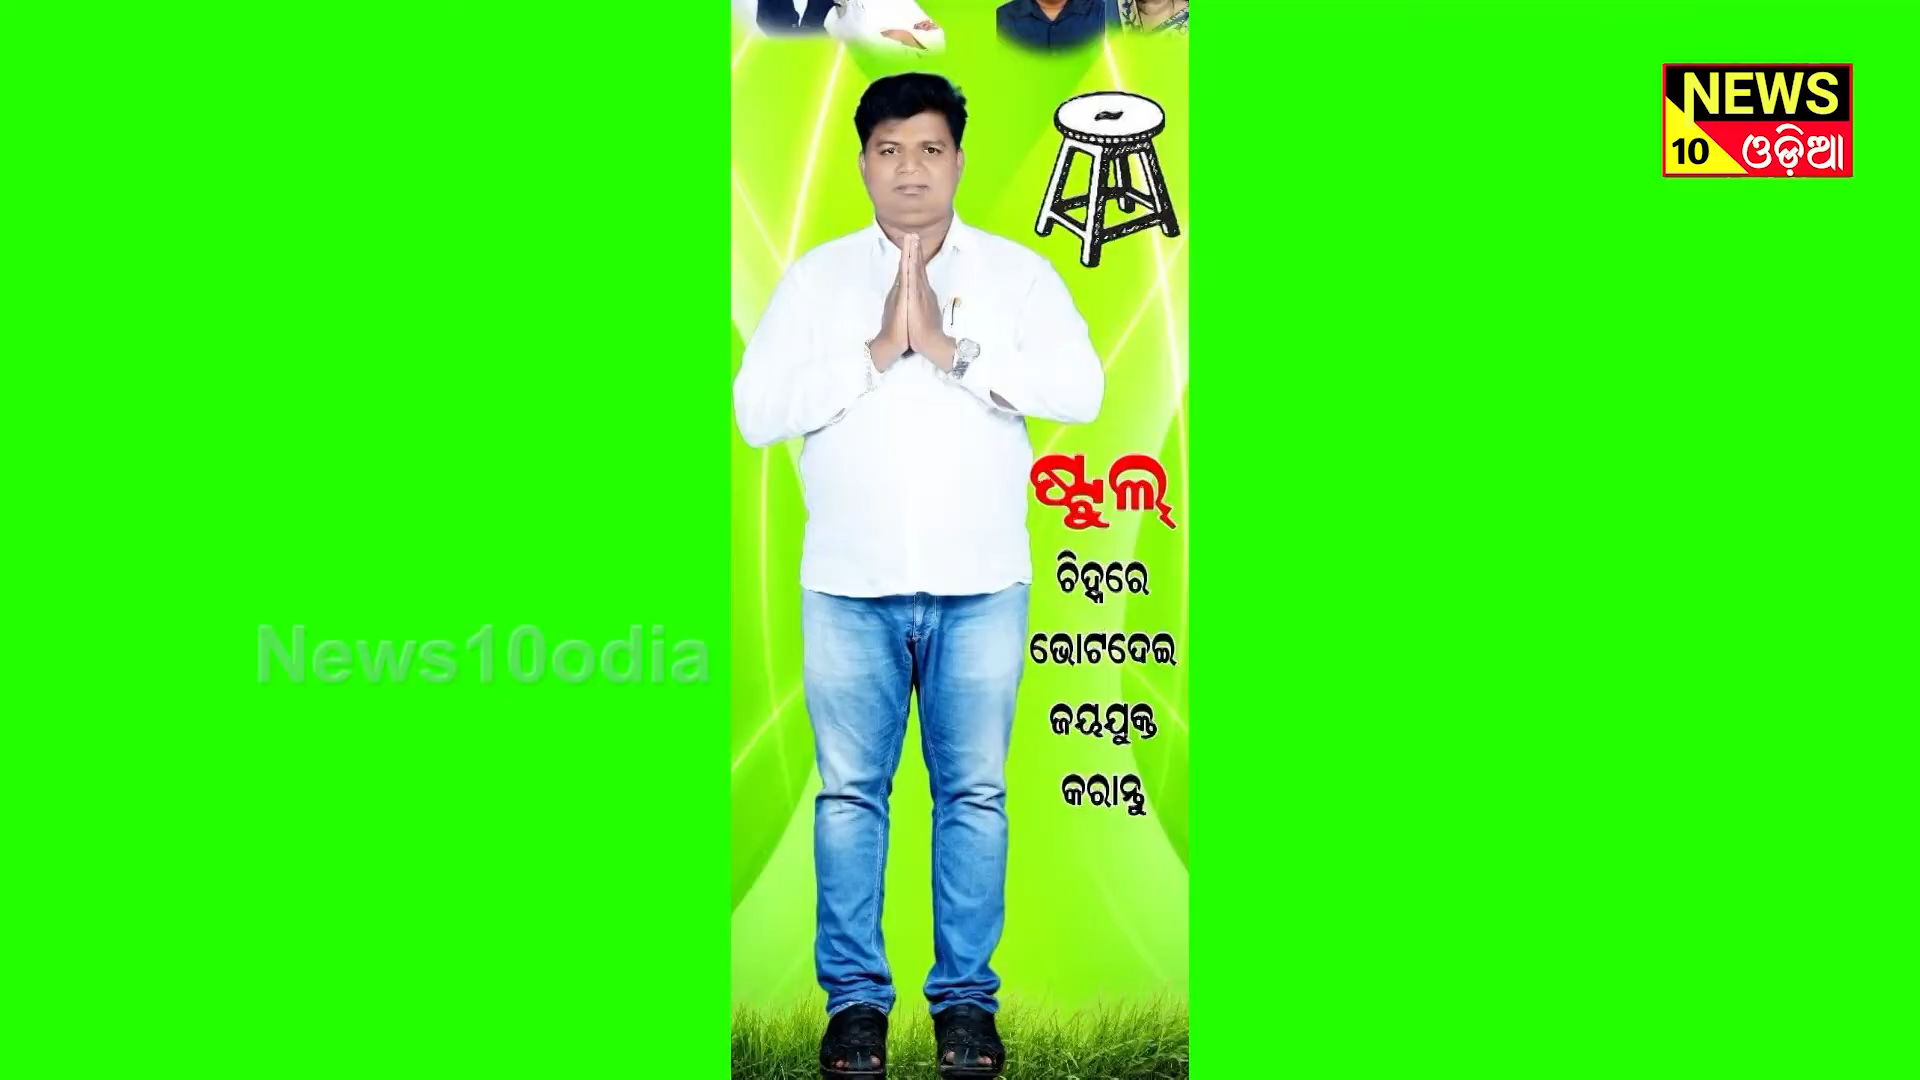 NEWS
10 ଓଡ଼ିଆ
ଷ୍ଟୁଲ୍
ଚିହ୍ନରେ
ଭୋଟଦେଇ
ଜୟଯୁକ୍ତ
କରାନ୍ତୁ
News10odia